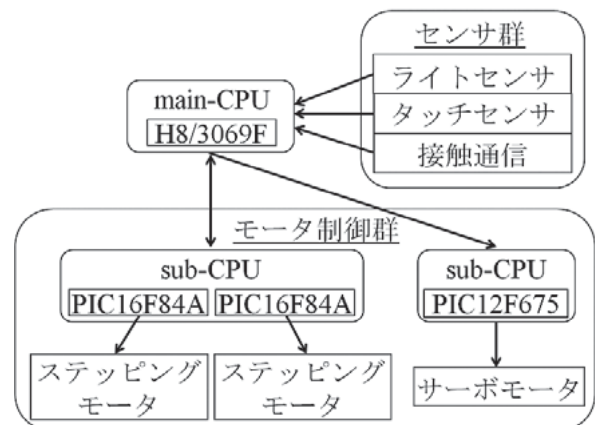 センサ群
ライトセンサ
タッチセンサ
接触通信
main-CPU
H8/3069F
モータ制御群
sub-CPU
PIC16F84A
PIC16F84A
sub-CPU
PIC12F675
ステッピング
モータ
ステッピング
モータ
サーボモータ